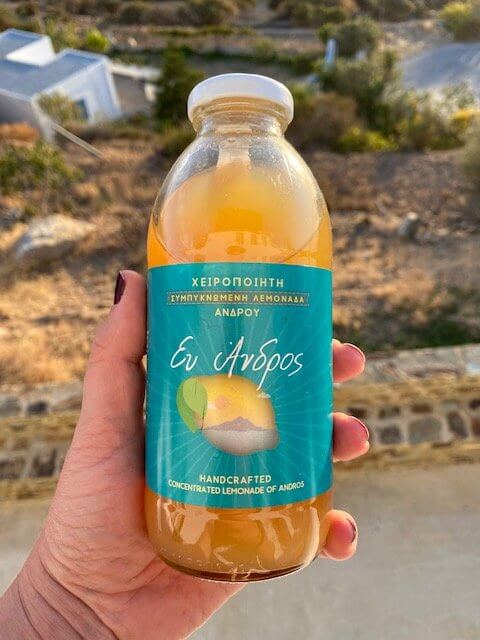 ΧΕΙΡΟΠΟΙΗΤΗ
ΣΥΜΠΥΚΝΩΜΕΝΗ ΛΕΜΟΝΑΔΑ
ΑΝΔΡΟΥ
Ευ Άνδρος
HANDCRAFTED
CONCENTRATED LEMONADE OF ANDROS